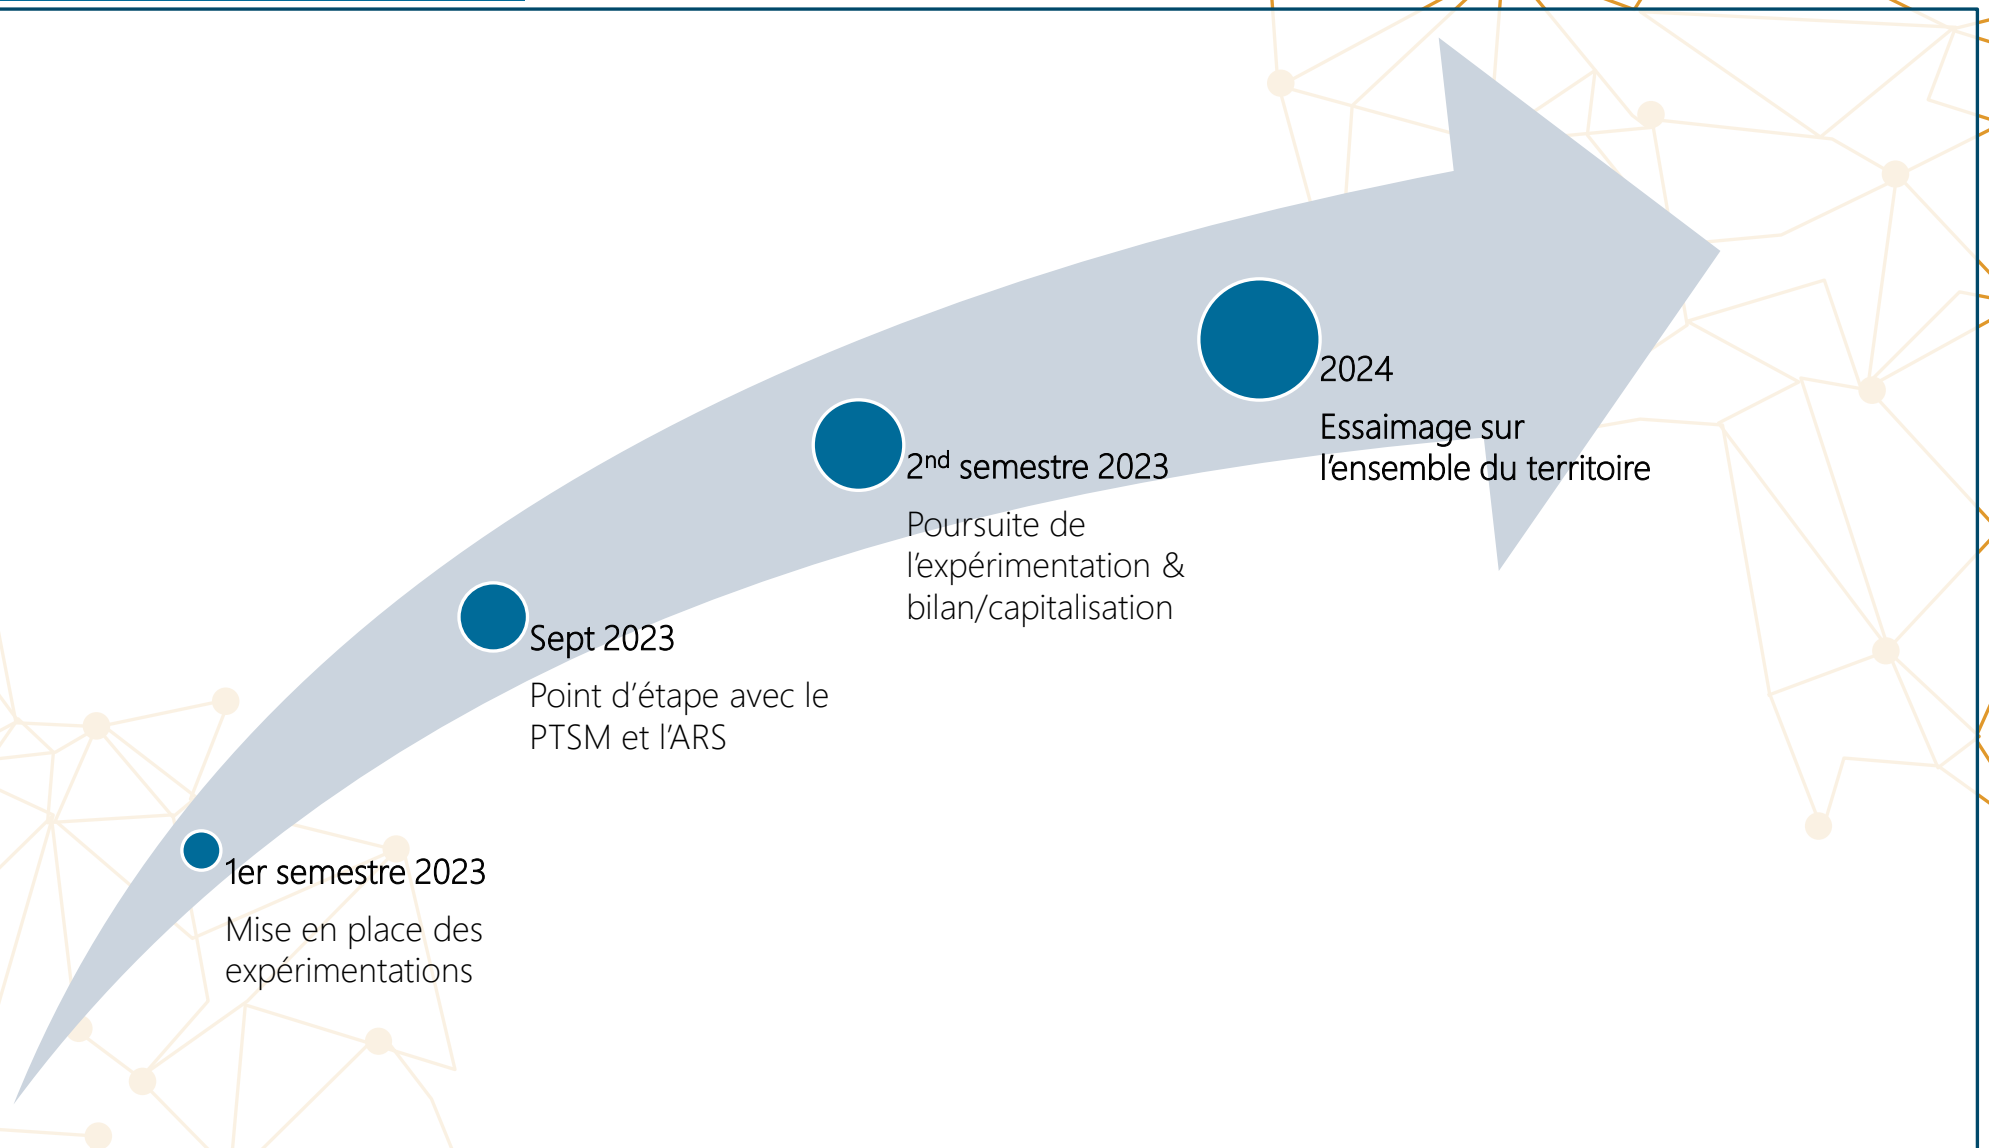 1er semestre 2023
Mise en place des
expérimentations
Sept 2023
Point d'étape avec le
PTSM et l'ARS
2nd semestre 2023
Poursuite de
l'expérimentation &
bilan/capitalisation
2024
Essaimage sur
l'ensemble du territoire